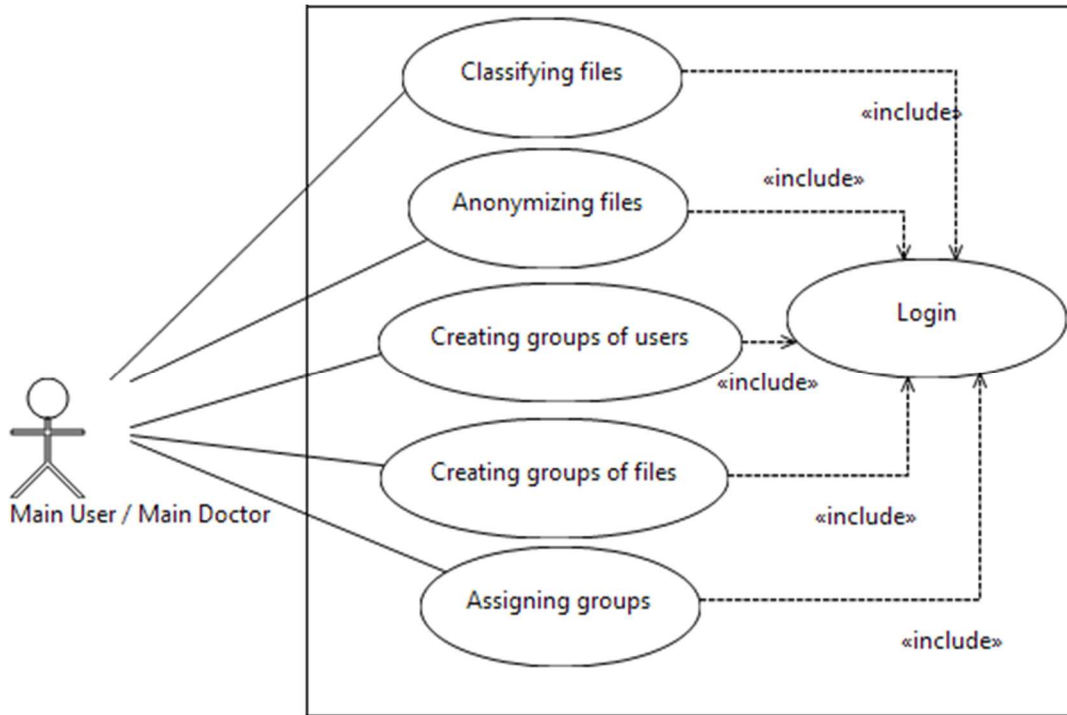 Classifying files
«include»
Anonymizing files
«include»
Creating groups of users
«include»
Login
Creating groups of files
«include»
Assigning groups
«include»
Main User / Main Doctor